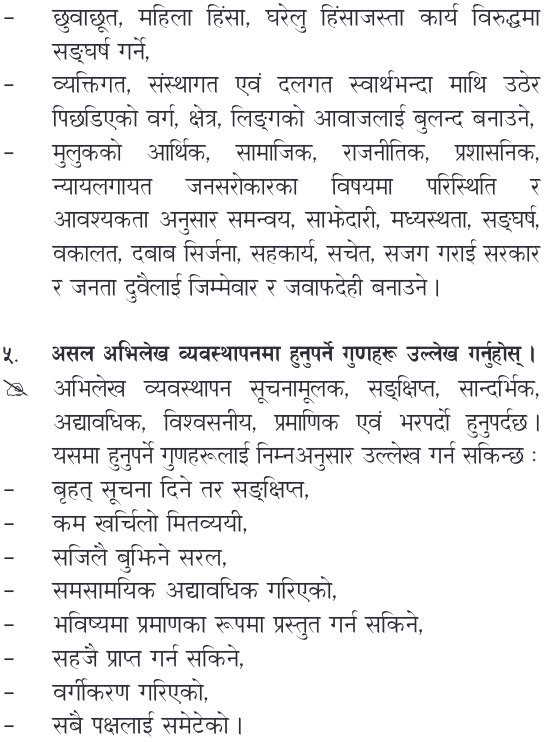 – छुवाछूत, महिला हिंसा, घरेलु हिंसाजस्ता कार्य विरुद्धमा
सङ्घर्ष गर्ने,
– व्यक्तिगत, संस्थागत एवं दलगत स्वार्थभन्दा माथि उठेर
पिछडिएको वर्ग, क्षेत्र, लिङ्गको आवाजलाई बुलन्द बनाउने,
– मुलुकको आर्थिक, सामाजिक, राजनीतिक, प्रशासनिक,
न्यायलगायत जनसरोकारका विषयमा परिस्थिति र
आवश्यकता अनुसार समन्वय, साझेदारी, मध्यस्थता, सङ्घर्ष,
वकालत, दबाब सिर्जना, सहकार्य, सचेत, सजग गराई सरकार
र जनता दुवैलाई जिम्मेवार र जवाफदेही बनाउने ।
५. असल अभिलेख व्यवस्थापनमा हुनुपर्ने गुणहरू उल्लेख गर्नुहोस् ।
अभिलेख व्यवस्थापन सूचनामूलक, सङ्क्षिप्त, सान्दर्भिक,
अद्यावधिक, विश्वसनीय, प्रमाणिक एवं भरपर्दो हुनुपर्दछ ।
यसमा हुनुपर्ने गुणहरूलाई निम्नअनुसार उल्लेख गर्न सकिन्छ :
– बृहत् सूचना दिने तर सङ्क्षिप्त,
– कम खर्चिलो मितव्ययी,
– सजिलै बुझिने सरल,
– समसामयिक अद्यावधिक गरिएको,
– भविष्यमा प्रमाणका रूपमा प्रस्तुत गर्न सकिने,
– सहजै प्राप्त गर्न सकिने,
– वर्गीकरण गरिएको,
– सबै पक्षलाई समेटेको ।